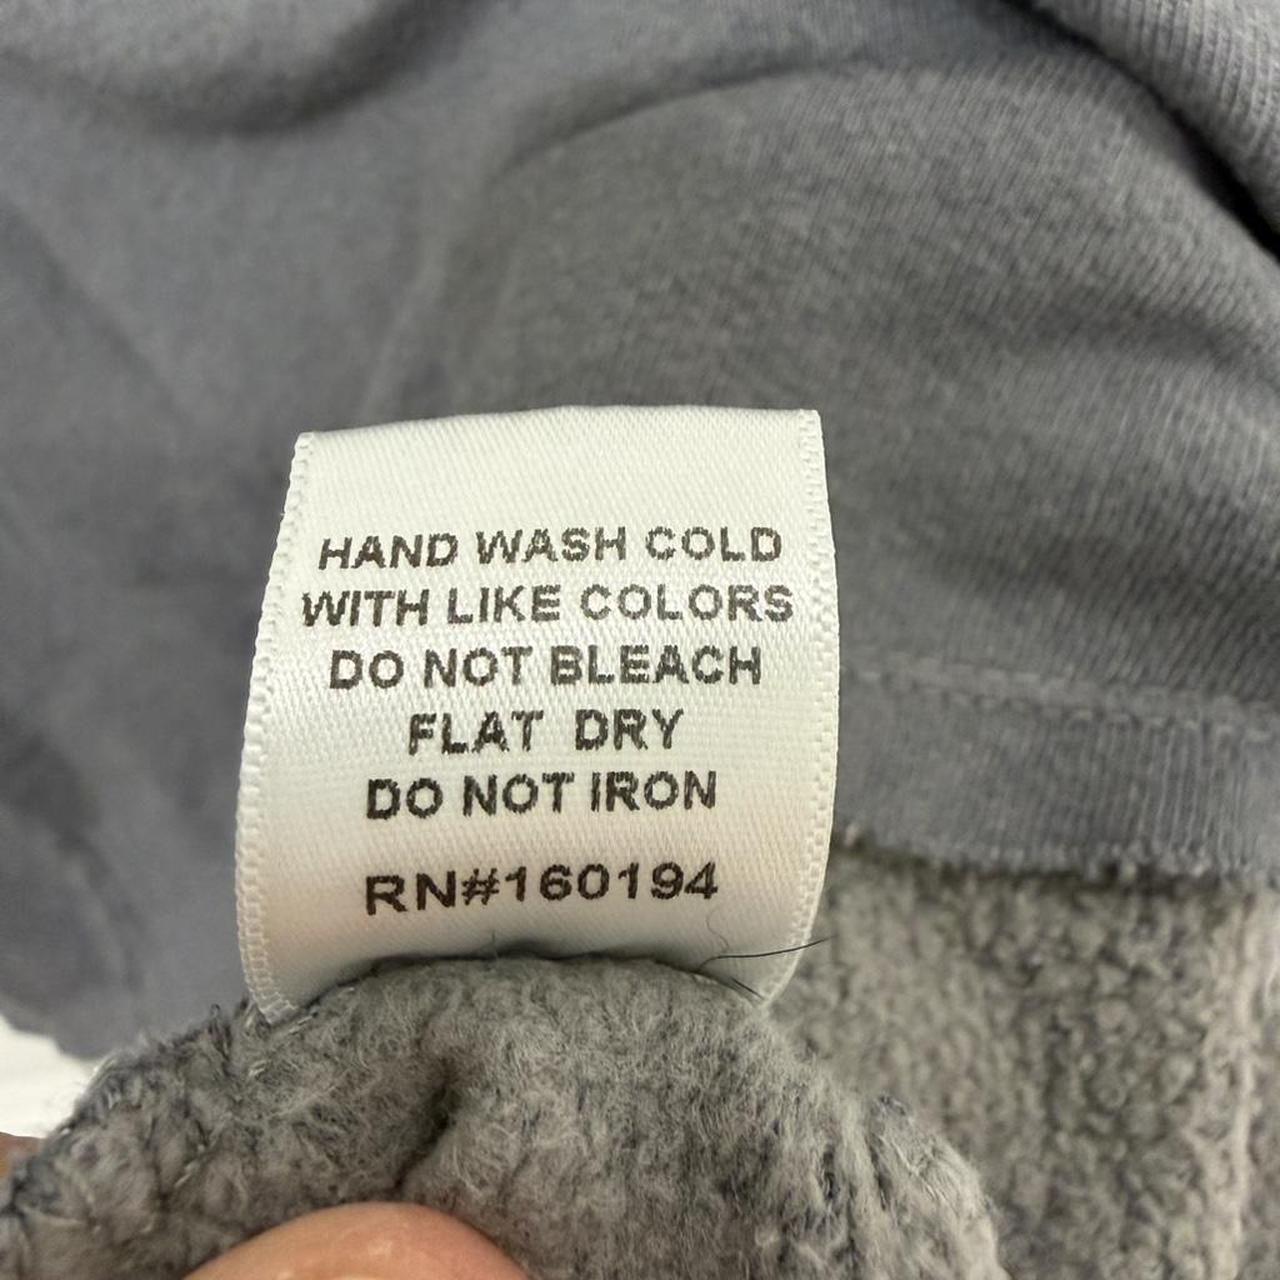 HAND WASH COLD
WITH LIKE COLORS
DO NOT BLEACH
FLAT DRY
DO NOT IRON
RN#160194